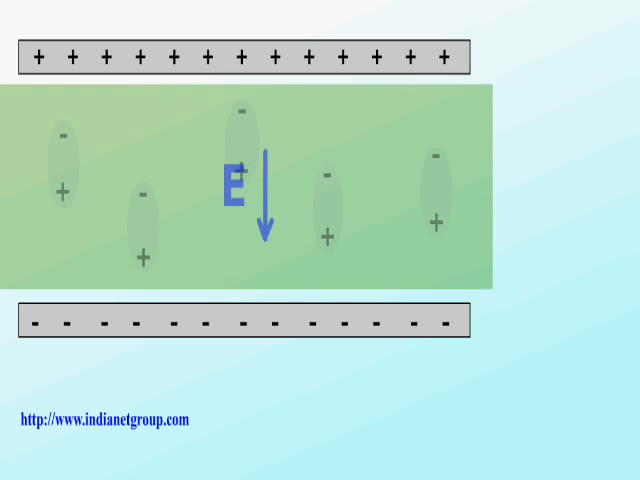 + + + + + + + + + + + + +
- - - - -
E
+ + + + +
- - - - - - - - - - - - -
http://www.indianetgroup.com